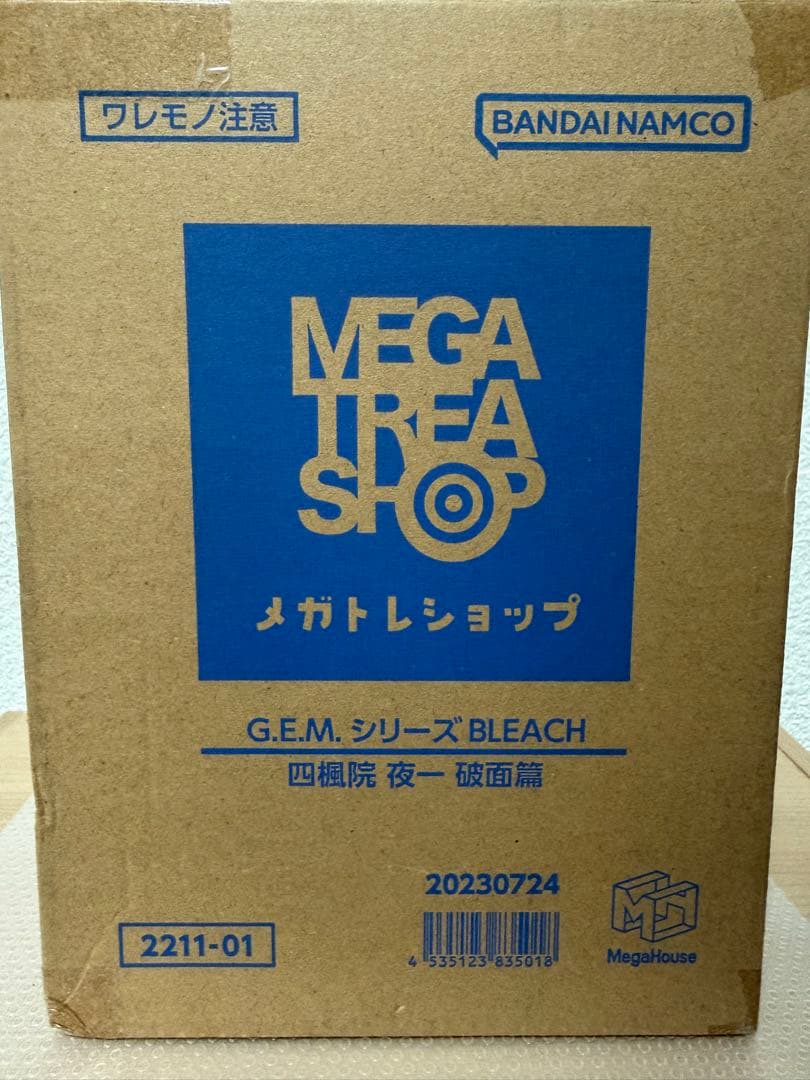 ワレモノ注意
BANDAI NAMCO
MEGA
TREA
SHOP
メガトレショップ
G.E.M. シリーズ BLEACH
四楓院 夜一 破面篇
20230724
2211-01
4 535123 835018
MegaHouse